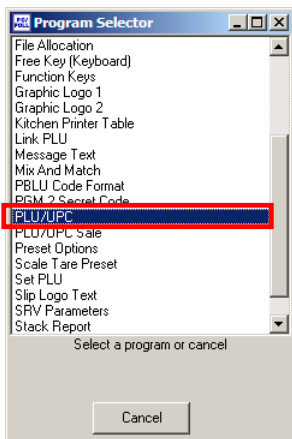 PGM POLL Program Selector
File Allocation
Free Key (Keyboard)
Function Keys
Graphic Logo 1
Graphic Logo 2
Kitchen Printer Table
Link PLU
Message Text
Mix And Match
PBLU Code Format
PGM 2 Secret Code
PLU/UPC
PLU/UPC Sale
Preset Options
Scale Tare Preset
Set PLU
Slip Logo Text
SRV Parameters
Stack Report
Select a program or cancel
Cancel